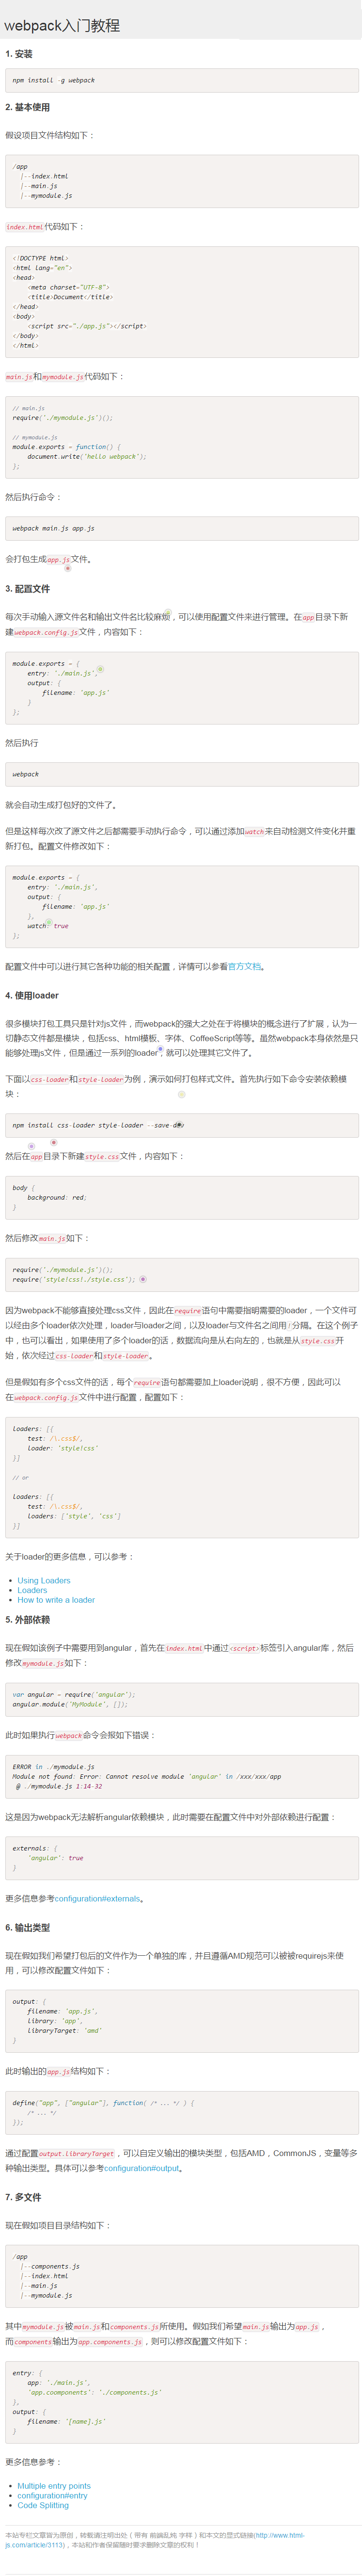 webpack入门教程
1. 安装
npm install -g webpack
2. 基本使用
假设项目文件结构如下：
/app
|--index.html
|--main.js
|--mymodule.js
index.html代码如下：
<!DOCTYPE html>
<html lang="en">
<head>
<meta charset="UTF-8">
<title>Document</title>
</head>
<body>
<script src="./app.js"></script>
</body>
</html>
main.js和mymodule.js代码如下：
// main.js
require('./mymodule.js')();
// mymodule.js
module.exports = function() {
document.write('hello webpack');
};
然后执行命令：
webpack main.js app.js
会打包生成app.js文件。
3. 配置文件
每次手动输入源文件名和输出文件名比较麻烦，可以使用配置文件来进行管理。在app目录下新
建webpack.config.js文件，内容如下：
module.exports = {
entry: './main.js',
output: {
filename: 'app.js'
}
};
然后执行
webpack
就会自动生成打包好的文件了。
但是这样每次改了源文件之后都需要手动执行命令，可以通过添加watch来自动检测文件变化并重
新打包。配置文件修改如下：
module.exports = {
entry: './main.js',
output: {
filename: 'app.js'
},
watch: true
};
配置文件中可以进行其它各种功能的相关配置，详情可以参看官方文档。
4. 使用loader
很多模块打包工具只是针对js文件，而webpack的强大之处在于将模块的概念进行了扩展，认为一
切静态文件都是模块，包括css、html模板、字体、CoffeeScript等等。虽然webpack本身依然是只
能够处理js文件，但是通过一系列的loader，就可以处理其它文件了。
下面以css-loader和style-loader为例，演示如何打包样式文件。首先执行如下命令安装依赖模
块：
npm install css-loader style-loader --save-dev
然后在app目录下新建style.css文件，内容如下：
body {
background: red;
}
然后修改main.js如下：
require('./mymodule.js')();
require('style!css!./style.css');
因为webpack不能够直接处理css文件，因此在require语句中需要指明需要的loader，一个文件可
以经由多个loader依次处理，loader与loader之间，以及loader与文件名之间用!分隔。在这个例子
中，也可以看出，如果使用了多个loader的话，数据流向是从右向左的，也就是从style.css开
始，依次经过css-loader和style-loader。
但是假如有多个css文件的话，每个require语句都需要加上loader说明，很不方便，因此可以
在webpack.config.js文件中进行配置，配置如下：
loaders: [{
test: /\.css$/,
loader: 'style!css'
}]
// or
loaders: [{
test: /\.css$/,
loaders: ['style', 'css']
}]
关于loader的更多信息，可以参考：
Using Loaders
Loaders
How to write a loader
5. 外部依赖
现在假如该例子中需要用到angular，首先在index.html中通过<script>标签引入angular库，然后
修改mymodule.js如下：
var angular = require('angular');
angular.module('MyModule', []);
此时如果执行webpack命令会报如下错误：
ERROR in ./mymodule.js
Module not found: Error: Cannot resolve module 'angular' in /xxx/xxx/app
@ ./mymodule.js 1:14-32
这是因为webpack无法解析angular依赖模块，此时需要在配置文件中对外部依赖进行配置：
externals: {
'angular': true
}
更多信息参考configuration#externals。
6. 输出类型
现在假如我们希望打包后的文件作为一个单独的库，并且遵循AMD规范可以被被requirejs来使
用，可以修改配置文件如下：
output: {
filename: 'app.js',
library: 'app',
libraryTarget: 'amd'
}
此时输出的app.js结构如下：
define("app", ["angular"], function( /* ... */ ) {
/* ... */
});
通过配置output.libraryTarget，可以自定义输出的模块类型，包括AMD，CommonJS，变量等多
种输出类型。具体可以参考configuration#output。
7. 多文件
现在假如项目目录结构如下：
/app
|--components.js
|--index.html
|--main.js
|--mymodule.js
其中mymodule.js被main.js和components.js所使用。假如我们希望main.js输出为app.js，
而components输出为app.components.js，则可以修改配置文件如下：
entry: {
app: './main.js',
'app.coomponents': './components.js'
},
output: {
filename: '[name].js'
}
更多信息参考：
Multiple entry points
configuration#entry
Code Splitting
本站专栏文章皆为原创，转载请注明出处（带有 前端乱炖 字样）和本文的显式链接(http://www.html-
js.com/article/3113)，本站和作者保留随时要求删除文章的权利！